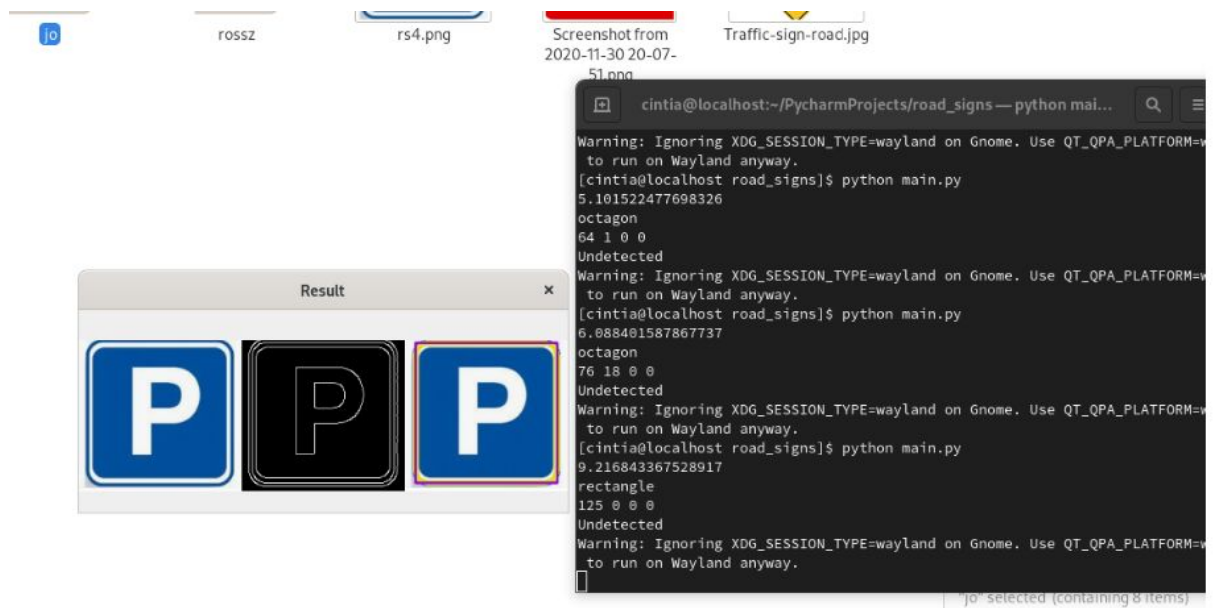 jo
rossz
rs4.png
Screenshot from
2020-11-30 20-07-
51.png
Traffic-sign-road.jpg
cintia@localhost:~/PycharmProjects/road_signs — python mai...
Warning: Ignoring XDG_SESSION_TYPE=wayland on Gnome. Use QT_QPA_PLATFORM=w
to run on Wayland anyway.
[cintia@localhost road_signs]$ python main.py
5.101522477698326
octagon
64 1 0 0
Undetected
Warning: Ignoring XDG_SESSION_TYPE=wayland on Gnome. Use QT_QPA_PLATFORM=w
to run on Wayland anyway.
[cintia@localhost road_signs]$ python main.py
6.088401587867737
octagon
76 18 0 0
Undetected
Warning: Ignoring XDG_SESSION_TYPE=wayland on Gnome. Use QT_QPA_PLATFORM=w
to run on Wayland anyway.
[cintia@localhost road_signs]$ python main.py
9.216843367528917
rectangle
125 0 0 0
Undetected
Warning: Ignoring XDG_SESSION_TYPE=wayland on Gnome. Use QT_QPA_PLATFORM=w
to run on Wayland anyway.
Result
P P P
"jo" selected (containing 8 items)